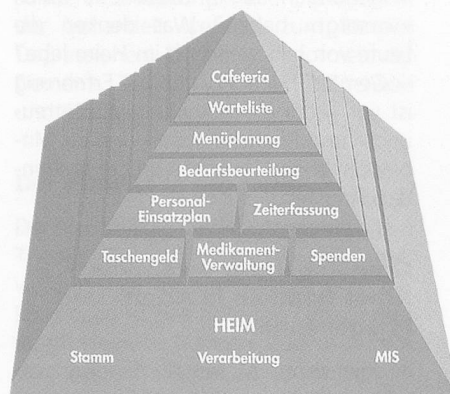 Cafeteria
Warteliste
Menüplanung
Bedarfsbeurteilung
Personal-
Einsatzplan
Zeiterfassung
Taschengeld
Medikament-
Verwaltung
Spenden
HEIM
Stamm Verarbeitung MIS